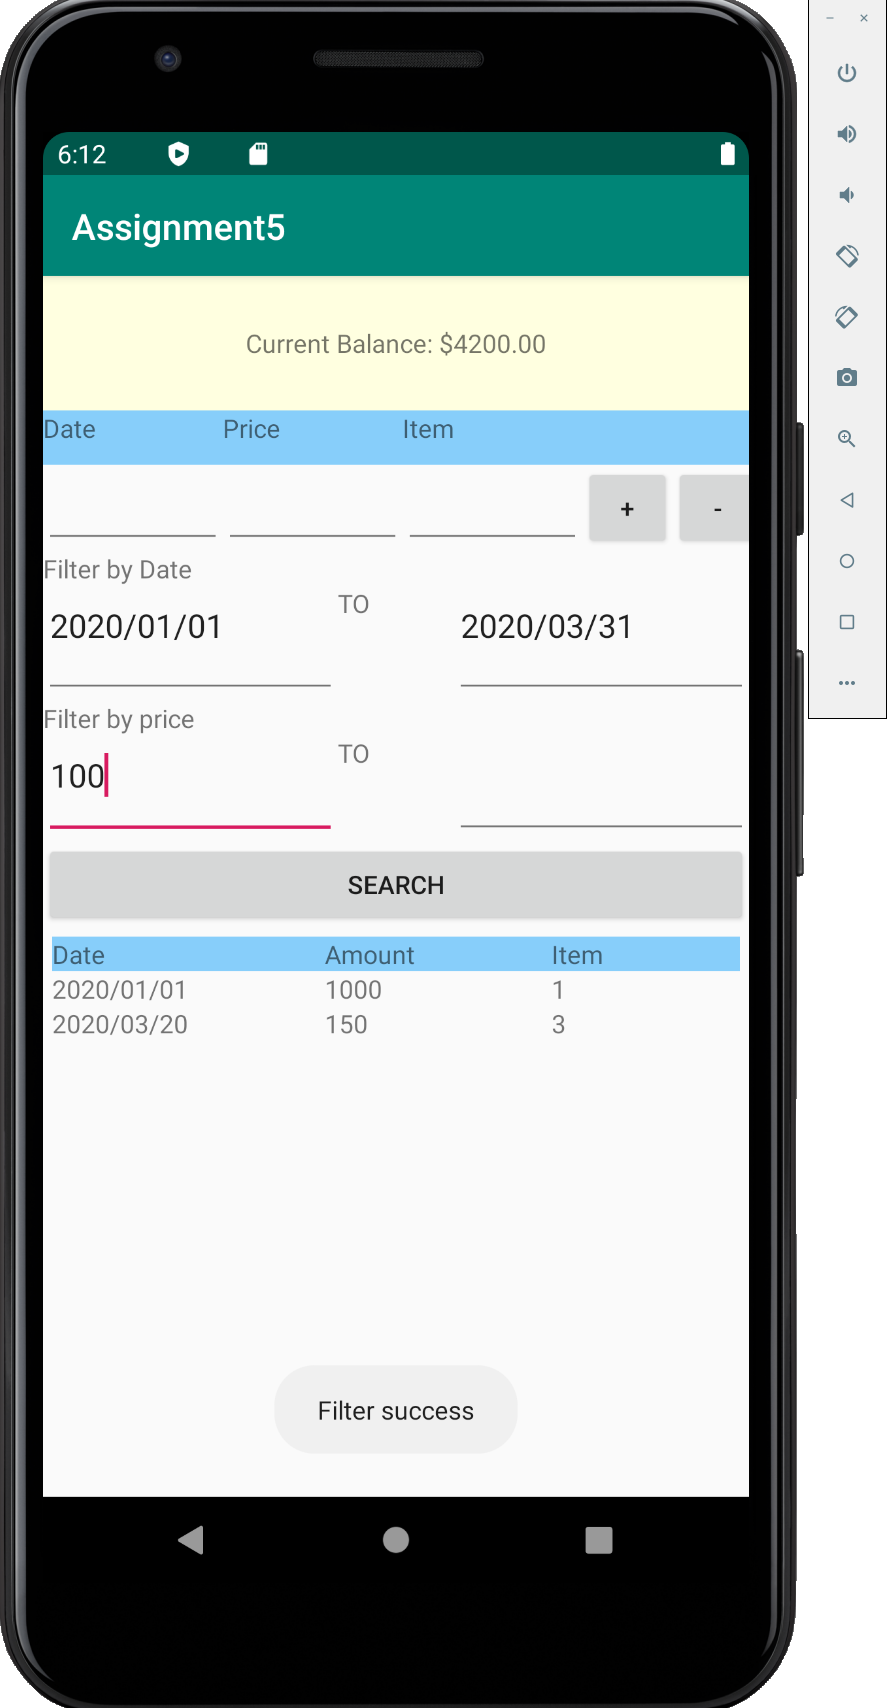 6:12
Assignment5
Current Balance: $4200.00
Date Price Item
+ -
Filter by Date
2020/01/01 TO 2020/03/31
Filter by price
100 TO
SEARCH
Date Amount Item
2020/01/01 1000 1
2020/03/20 150 3
Filter success